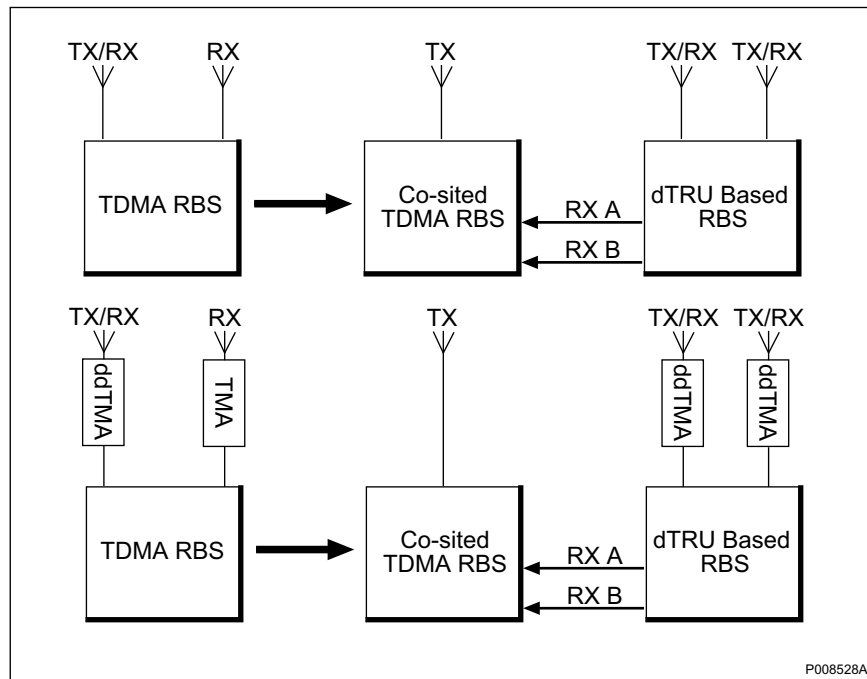 TX/RX RX TX TX/RX TX/RX
TDMA RBS
Co-sited
TDMA RBS
RX A
RX B
dTRU Based
RBS
TX/RX RX TX TX/RX TX/RX
ddTMA TMA ddTMA ddTMA
TDMA RBS
Co-sited
TDMA RBS
RX A
RX B
dTRU Based
RBS
P008528A